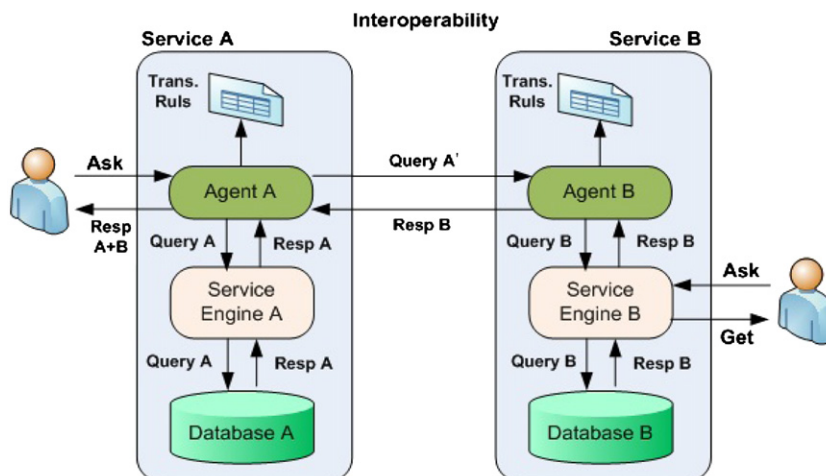 Interoperability
Service A
Service B
Trans.
Ruls
Trans.
Ruls
Ask
Query A'
Agent A
Agent B
Resp
A+B
Resp B
Query A
Resp A
Query B
Resp B
Ask
Service
Engine A
Service
Engine B
Get
Query A
Resp A
Query B
Resp B
Database A
Database B